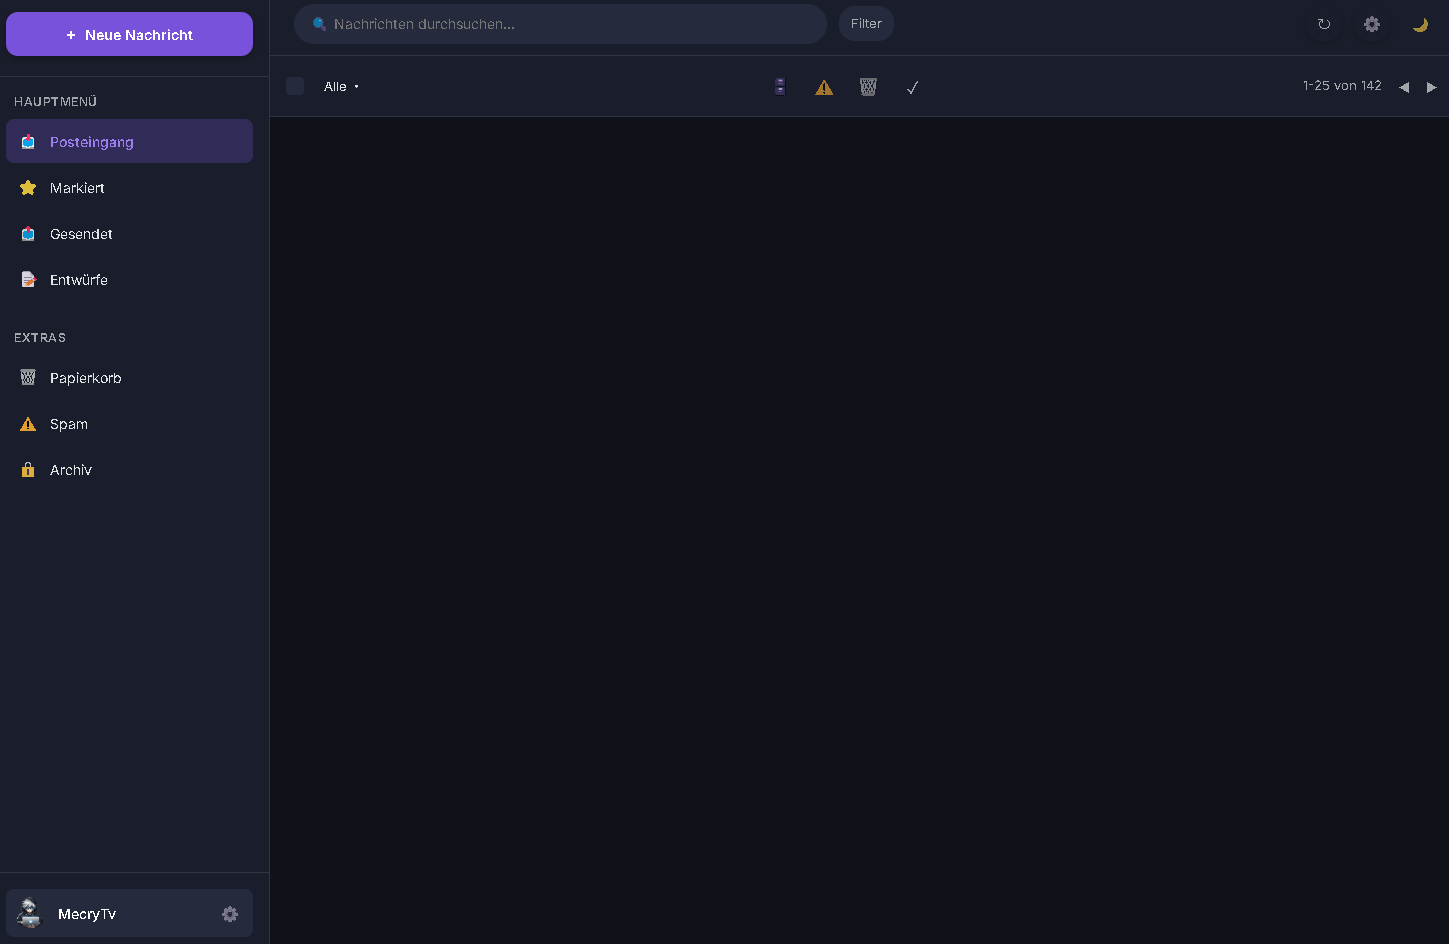 + Neue Nachricht
Nachrichten durchsuchen...
Filter
Alle
1-25 von 142
HAUPTMENÜ
Posteingang
Markiert
Gesendet
Entwürfe
EXTRAS
Papierkorb
Spam
Archiv
MecryTv